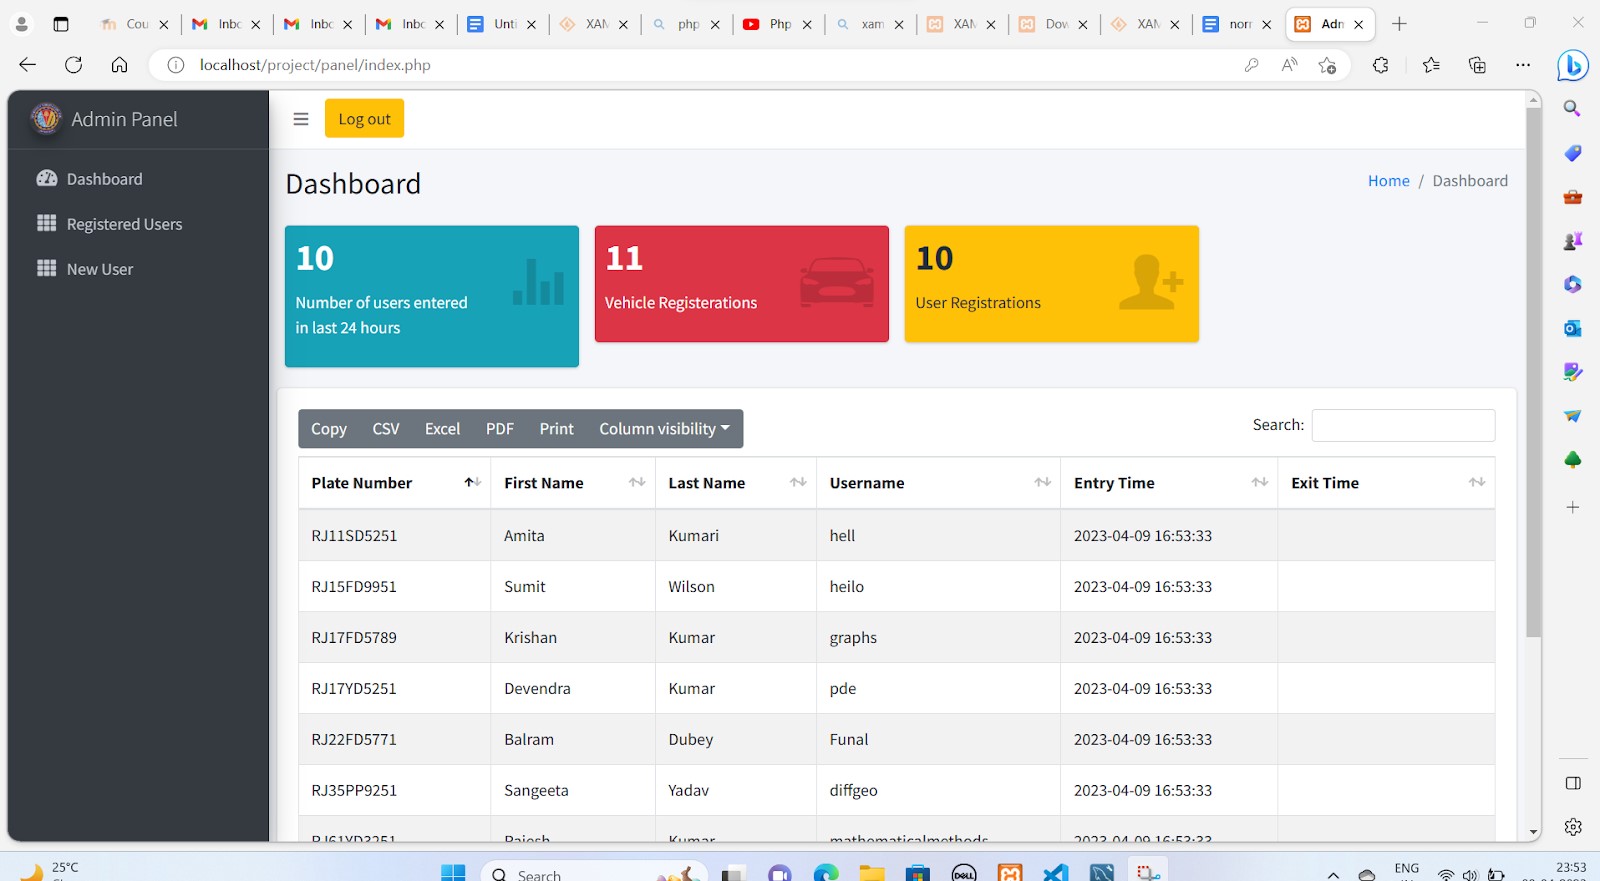 Cou
Inbc
Inbc
Inbc
Unti
XAN
php
Php
xam
XAN
Dow
XAN
norr
Adn
localhost/project/panel/index.php
Admin Panel
Log out
Dashboard
Registered Users
New User
Dashboard
Home / Dashboard
10
Number of users entered
in last 24 hours
11
Vehicle Registerations
10
User Registrations
Copy CSV Excel PDF Print Column visibility
Search:
Plate Number First Name Last Name Username Entry Time Exit Time
RJ11SD5251 Amita Kumari hell 2023-04-09 16:53:33
RJ15FD9951 Sumit Wilson heilo 2023-04-09 16:53:33
RJ17FD5789 Krishan Kumar graphs 2023-04-09 16:53:33
RJ17YD5251 Devendra Kumar pde 2023-04-09 16:53:33
RJ22FD5771 Balram Dubey Funal 2023-04-09 16:53:33
RJ35PP9251 Sangeeta Yadav diffgeo 2023-04-09 16:53:33
RJ61YD3251 Rajesh Kumar mathematicalmethods
25°C
Search
DELL
ENG
23:53